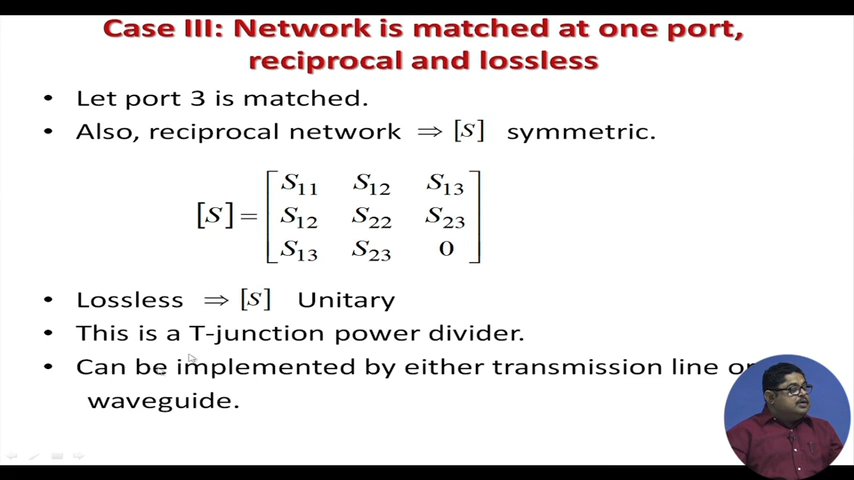 Case III: Network is matched at one port,
reciprocal and lossless
• Let port 3 is matched.
• Also, reciprocal network ⇒ [S] symmetric.
[S] = [ S11 S12 S13
S12 S22 S23
S13 S23 0 ]
• Lossless ⇒ [S] Unitary
• This is a T-junction power divider.
• Can be implemented by either transmission line or
waveguide.